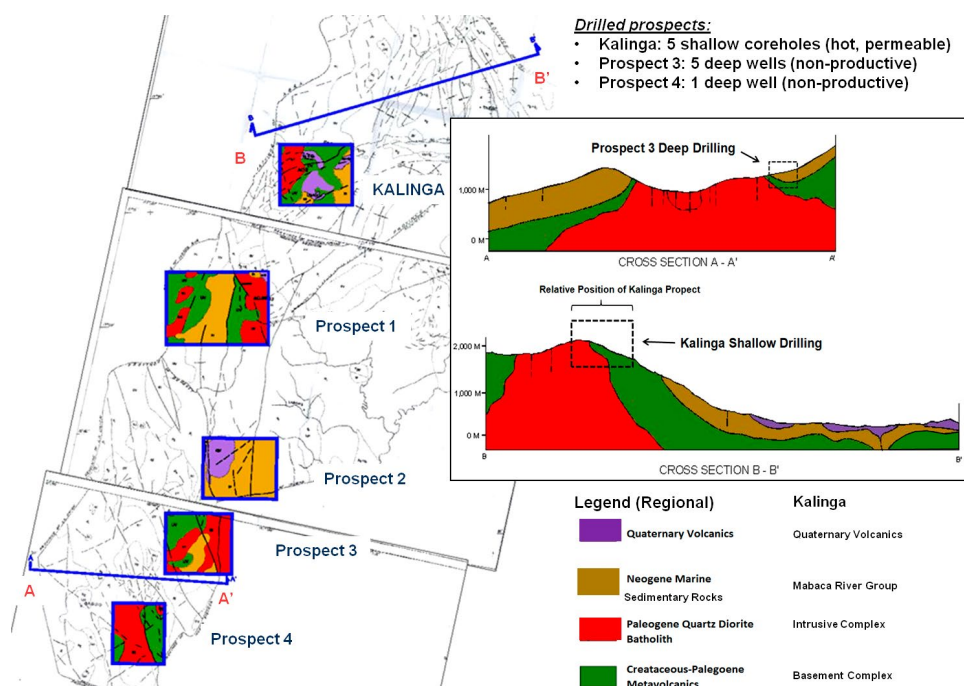 Drilled prospects:
• Kalinga: 5 shallow coreholes (hot, permeable)
• Prospect 3: 5 deep wells (non-productive)
• Prospect 4: 1 deep well (non-productive)
B'
B
KALINGA
Prospect 1
Prospect 2
Prospect 3
A
A'
Prospect 4
Prospect 3 Deep Drilling
1,000 M
0 M
A
A'
CROSS SECTION A - A'
Relative Position of Kalinga Propect
Kalinga Shallow Drilling
2,000 M
1,000 M
0 M
B
B'
CROSS SECTION B - B'
Legend (Regional)
Kalinga
Quaternary Volcanics
Quaternary Volcanics
Neogene Marine
Sedimentary Rocks
Mabaca River Group
Paleogene Quartz Diorite
Batholith
Intrusive Complex
Creataceous-Palegoene
Metavolcanics
Basement Complex